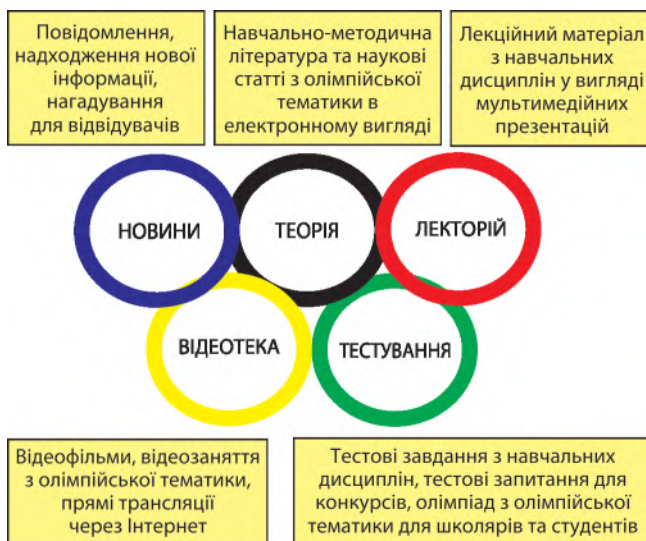 Повідомлення,
надходження нової
інформації,
нагадування
для відвідувачів
Навчально-методична
література та наукові
статті з олімпійської
тематики в
електронному вигляді
Лекційний матеріал
з навчальних
дисциплін у вигляді
мультимедійних
презентацій
НОВИНИ
ТЕОРІЯ
ЛЕКТОРІЙ
ВІДЕОТЕКА
ТЕСТУВАННЯ
Відеофільми, відеозаняття
з олімпійської тематики,
прямі трансляції
через Інтернет
Тестові завдання з навчальних
дисциплін, тестові запитання для
конкурсів, олімпіад з олімпійської
тематики для школярів та студентів